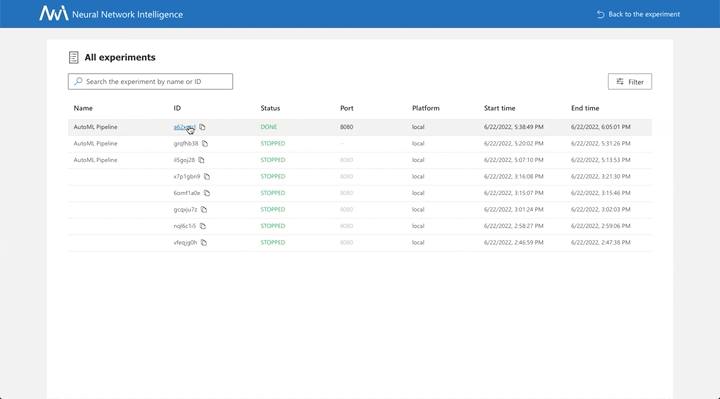 Neural Network Intelligence
Back to the experiment
All experiments
Search the experiment by name or ID
Filter
Name ID Status Port Platform Start time End time
AutoML Pipeline DONE 8080 local 6/22/2022, 5:38:49 PM 6/22/2022, 6:05:01 PM
AutoML Pipeline grqfhb38 STOPPED -- local 6/22/2022, 5:20:02 PM 6/22/2022, 5:31:26 PM
AutoML Pipeline STOPPED 8080 local 6/22/2022, 5:07:10 PM 6/22/2022, 5:13:53 PM
x7p1gbn9 STOPPED 8080 local 6/22/2022, 3:16:08 PM 6/22/2022, 3:21:30 PM
6omf1a0e STOPPED 8080 local 6/22/2022, 3:15:07 PM 6/22/2022, 3:15:46 PM
gcqxju7z STOPPED 8080 local 6/22/2022, 3:01:24 PM 6/22/2022, 3:02:03 PM
nql6c1i5 STOPPED 8080 local 6/22/2022, 2:58:27 PM 6/22/2022, 2:59:06 PM
vfeqjg0h STOPPED 8080 local 6/22/2022, 2:46:59 PM 6/22/2022, 2:47:38 PM